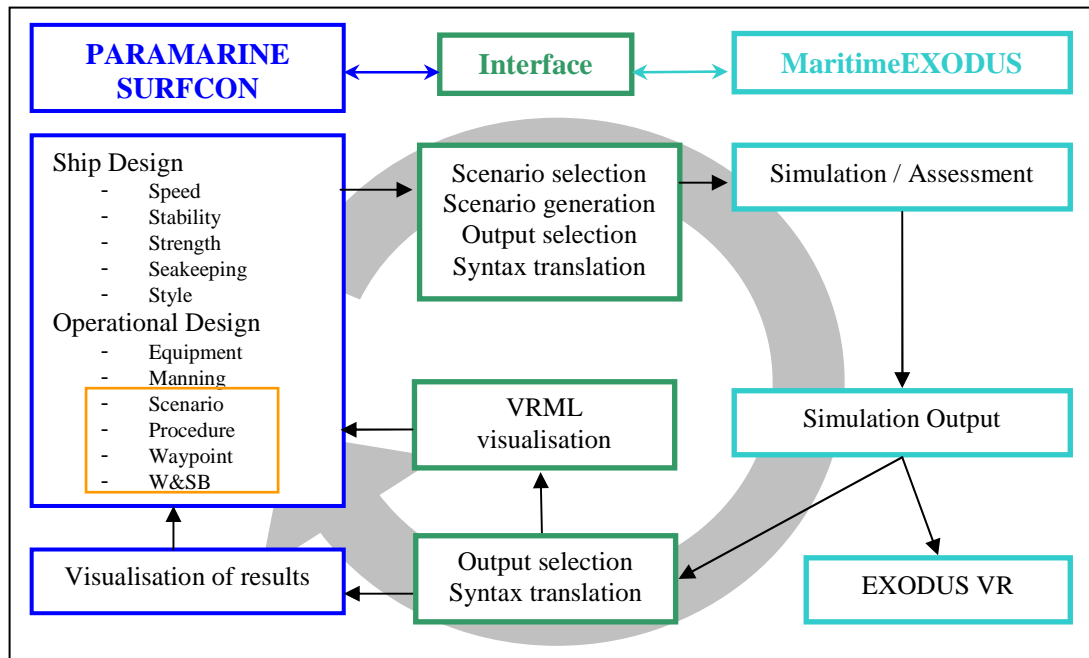 PARAMARINE
SURFCON
Interface
MaritimeEXODUS
Ship Design
- Speed
- Stability
- Strength
- Seakeeping
- Style
Operational Design
- Equipment
- Manning
- Scenario
- Procedure
- Waypoint
- W&SB
Scenario selection
Scenario generation
Output selection
Syntax translation
Simulation / Assessment
VRML
visualisation
Simulation Output
Visualisation of results
Output selection
Syntax translation
EXODUS VR